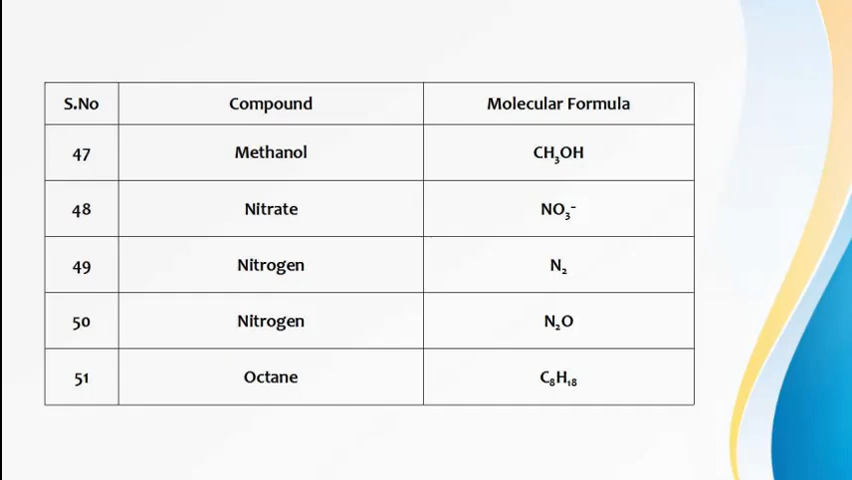 S.No Compound Molecular Formula
47 Methanol CH₃OH
48 Nitrate NO₃⁻
49 Nitrogen N₂
50 Nitrogen N₂O
51 Octane C₈H₁₈